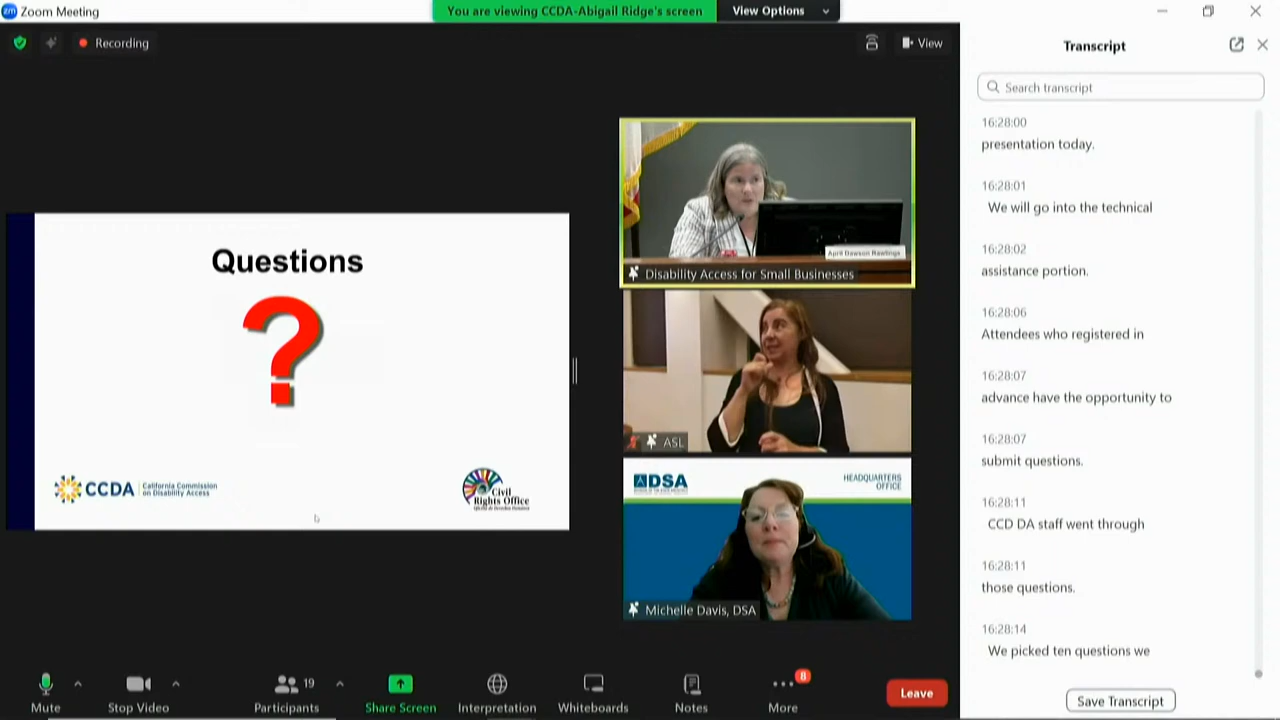 Zoom Meeting
You are viewing CCDA-Abigail Ridge's screen
View Options
Recording
View
Transcript
Search transcript
16:28:00
presentation today.
16:28:01
We will go into the technical
16:28:02
assistance portion.
16:28:06
Attendees who registered in
16:28:07
advance have the opportunity to
16:28:07
submit questions.
16:28:11
CCD DA staff went through
16:28:11
those questions.
16:28:14
We picked ten questions we
Save Transcript
Questions
?
CCDA
California Commission
on Disability Access
Civil
Rights Office
April Dawson Rawlings
Disability Access for Small Businesses
ASL
DSA
HEADQUARTERS
OFFICE
Michelle Davis, DSA
Mute
Stop Video
19
Participants
Share Screen
Interpretation
Whiteboards
Notes
8
More
Leave